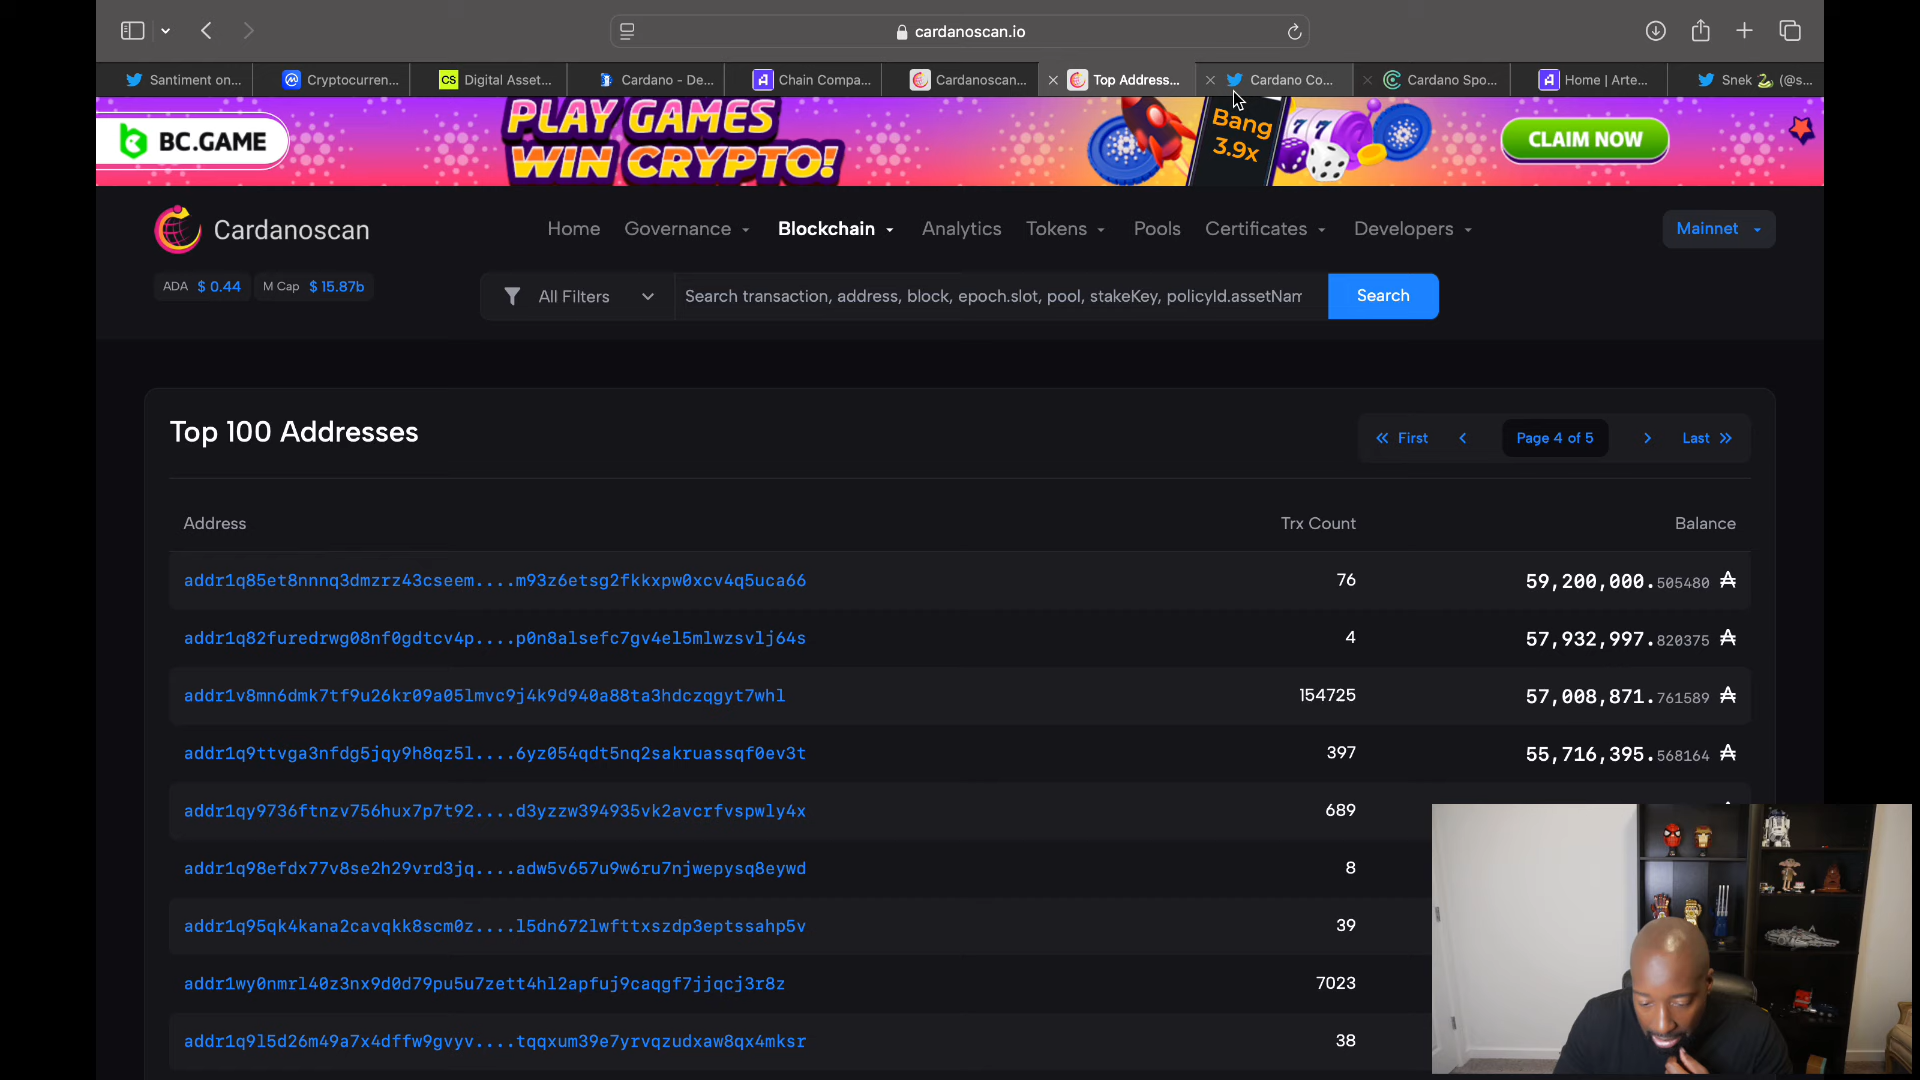 cardanoscan.io
Santiment on...
Cryptocurren...
CS Digital Asset...
Cardano - De...
Chain Compa...
Cardanoscan...
Top Address...
Cardano Co...
Cardano Spo...
Home | Arte...
Snek 🐍 (@s...
BC.GAME
PLAY GAMES
WIN CRYPTO!
Bang
3.9x
CLAIM NOW
Cardanoscan
Home
Governance
Blockchain
Analytics
Tokens
Pools
Certificates
Developers
Mainnet
ADA $ 0.44
M Cap $ 15.87b
All Filters
Search transaction, address, block, epoch.slot, pool, stakeKey, policyId.assetNam
Search
Top 100 Addresses
« First ‹ Page 4 of 5 › Last »
Address Trx Count Balance
addr1q85et8nnnq3dmzrz43cseem....m93z6etsg2fkkxpw0xcv4q5uca66 76 59,200,000.505480 ₳
addr1q82furedrwg08nf0gdtcv4p....p0n8alsefc7gv4el5mlwzsvlj64s 4 57,932,997.820375 ₳
addr1v8mn6dmk7tf9u26kr09a05lmvc9j4k9d940a88ta3hdczqgyt7whl 154725 57,008,871.761589 ₳
addr1q9ttvga3nfdg5jqy9h8qz5l....6yz054qdt5nq2sakruassqf0ev3t 397 55,716,395.568164 ₳
addr1qy9736ftnzv756hux7p7t92....d3yzzw394935vk2avcrfvspwly4x 689
addr1q98efdx77v8se2h29vrd3jq....adw5v657u9w6ru7njwepysq8eywd 8
addr1q95qk4kana2cavqkk8scm0z....l5dn672lwfttxszdp3eptssahp5v 39
addr1wy0nmrl40z3nx9d0d79pu5u7zett4hl2apfuj9caqgf7jjqcj3r8z 7023
addr1q9l5d26m49a7x4dffw9gvyv....tqqxum39e7yrvqzudxaw8qx4mksr 38